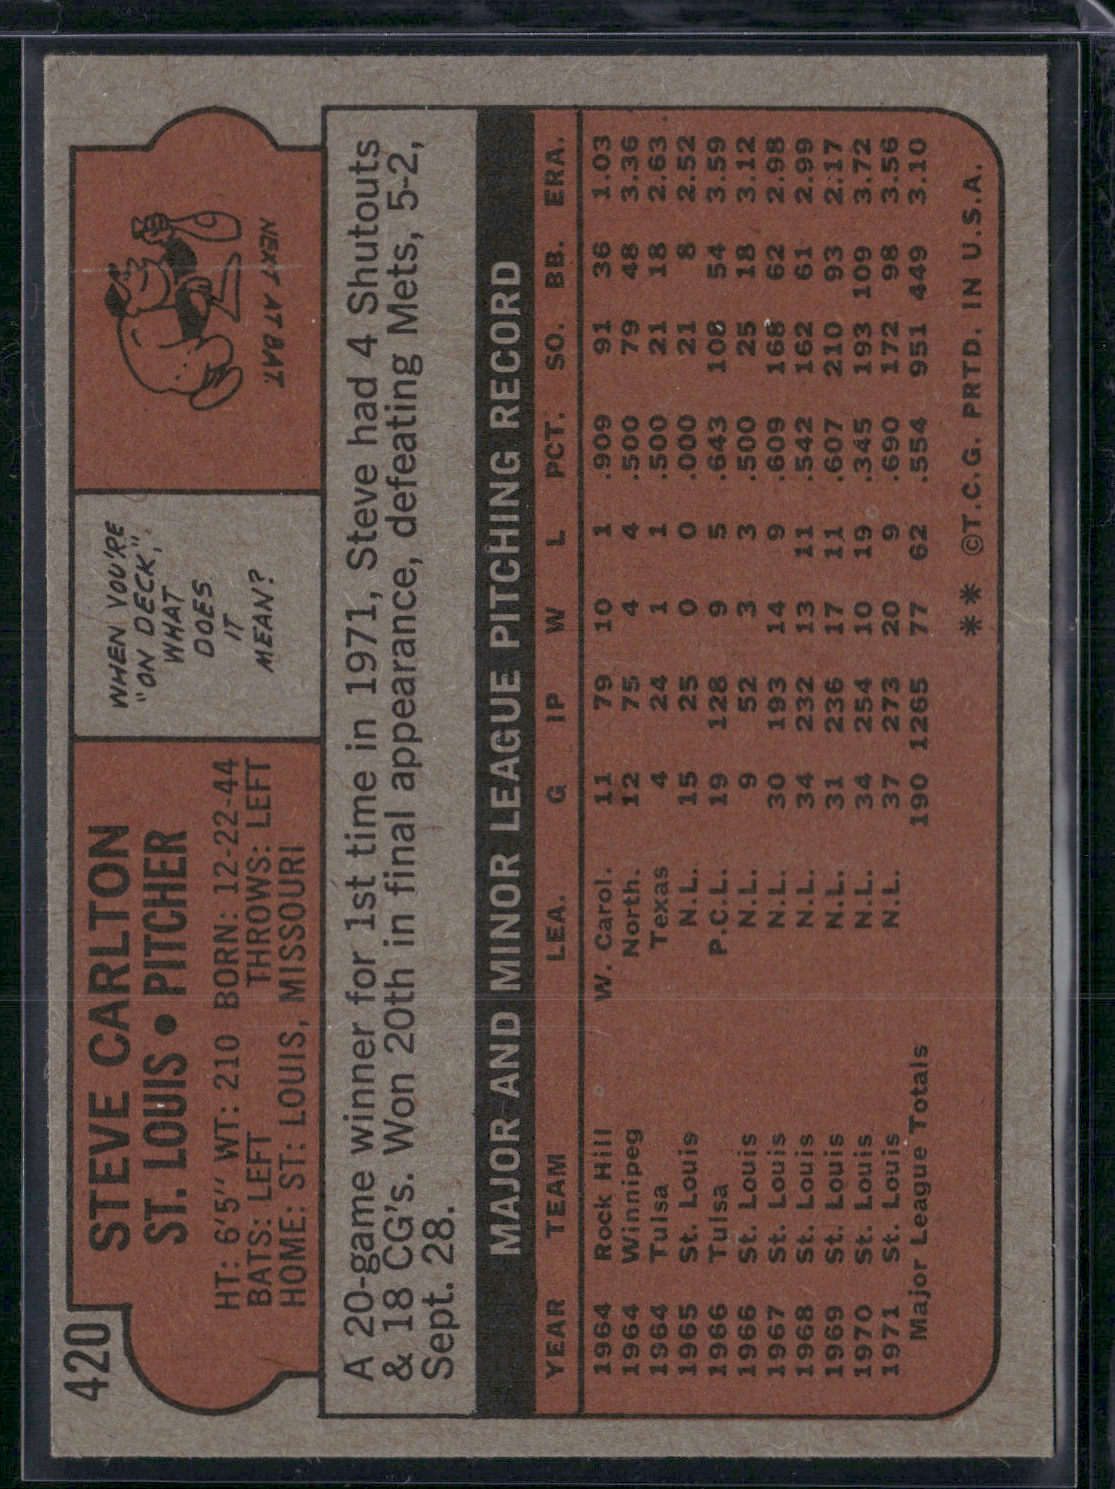 420
STEVE CARLTON
ST. LOUIS • PITCHER
HT: 6'5" WT: 210 BORN: 12-22-44
BATS: LEFT THROWS: LEFT
HOME: ST: LOUIS, MISSOURI
WHEN YOU'RE
"ON DECK,"
WHAT
DOES
IT
MEAN?
NEXT AT BAT
A 20-game winner for 1st time in 1971, Steve had 4 Shutouts
& 18 CG's. Won 20th in final appearance, defeating Mets, 5-2,
Sept. 28.
MAJOR AND MINOR LEAGUE PITCHING RECORD
YEAR TEAM LEA. G IP W L PCT. SO. BB. ERA.
1964 Rock Hill W. Carol. 11 79 10 1 .909 91 36 1.03
1964 Winnipeg North. 12 75 4 4 .500 79 48 3.36
1964 Tulsa Texas 4 24 1 1 .500 21 18 2.63
1965 St. Louis N.L. 15 25 0 0 .000 21 8 2.52
1966 Tulsa P.C.L. 19 128 9 5 .643 108 54 3.59
1966 St. Louis N.L. 9 52 3 3 .500 25 18 3.12
1967 St. Louis N.L. 30 193 14 9 .609 168 62 2.98
1968 St. Louis N.L. 34 232 13 11 .542 162 61 2.99
1969 St. Louis N.L. 31 236 17 11 .607 210 93 2.17
1970 St. Louis N.L. 34 254 10 19 .345 193 109 3.72
1971 St. Louis N.L. 37 273 20 9 .690 172 98 3.56
Major League Totals 190 1265 77 62 .554 951 449 3.10
** ©T.C.G. PRTD. IN U.S.A.